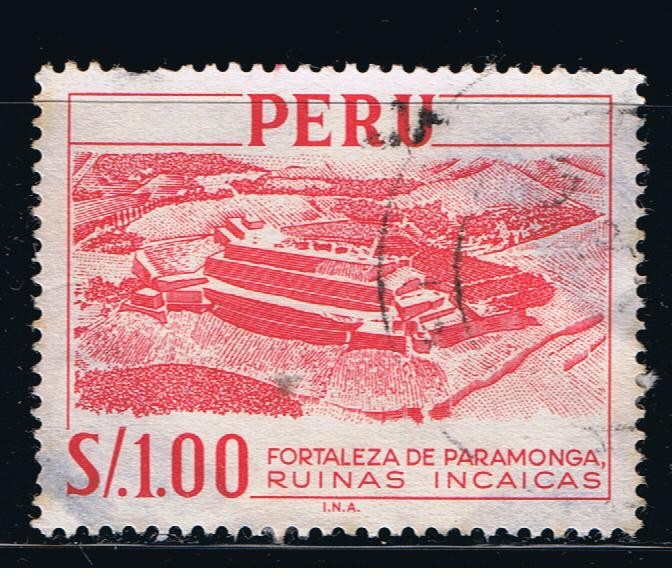 PERU
S/.1.00
FORTALEZA DE PARAMONGA,
RUINAS INCAICAS
I.N.A.